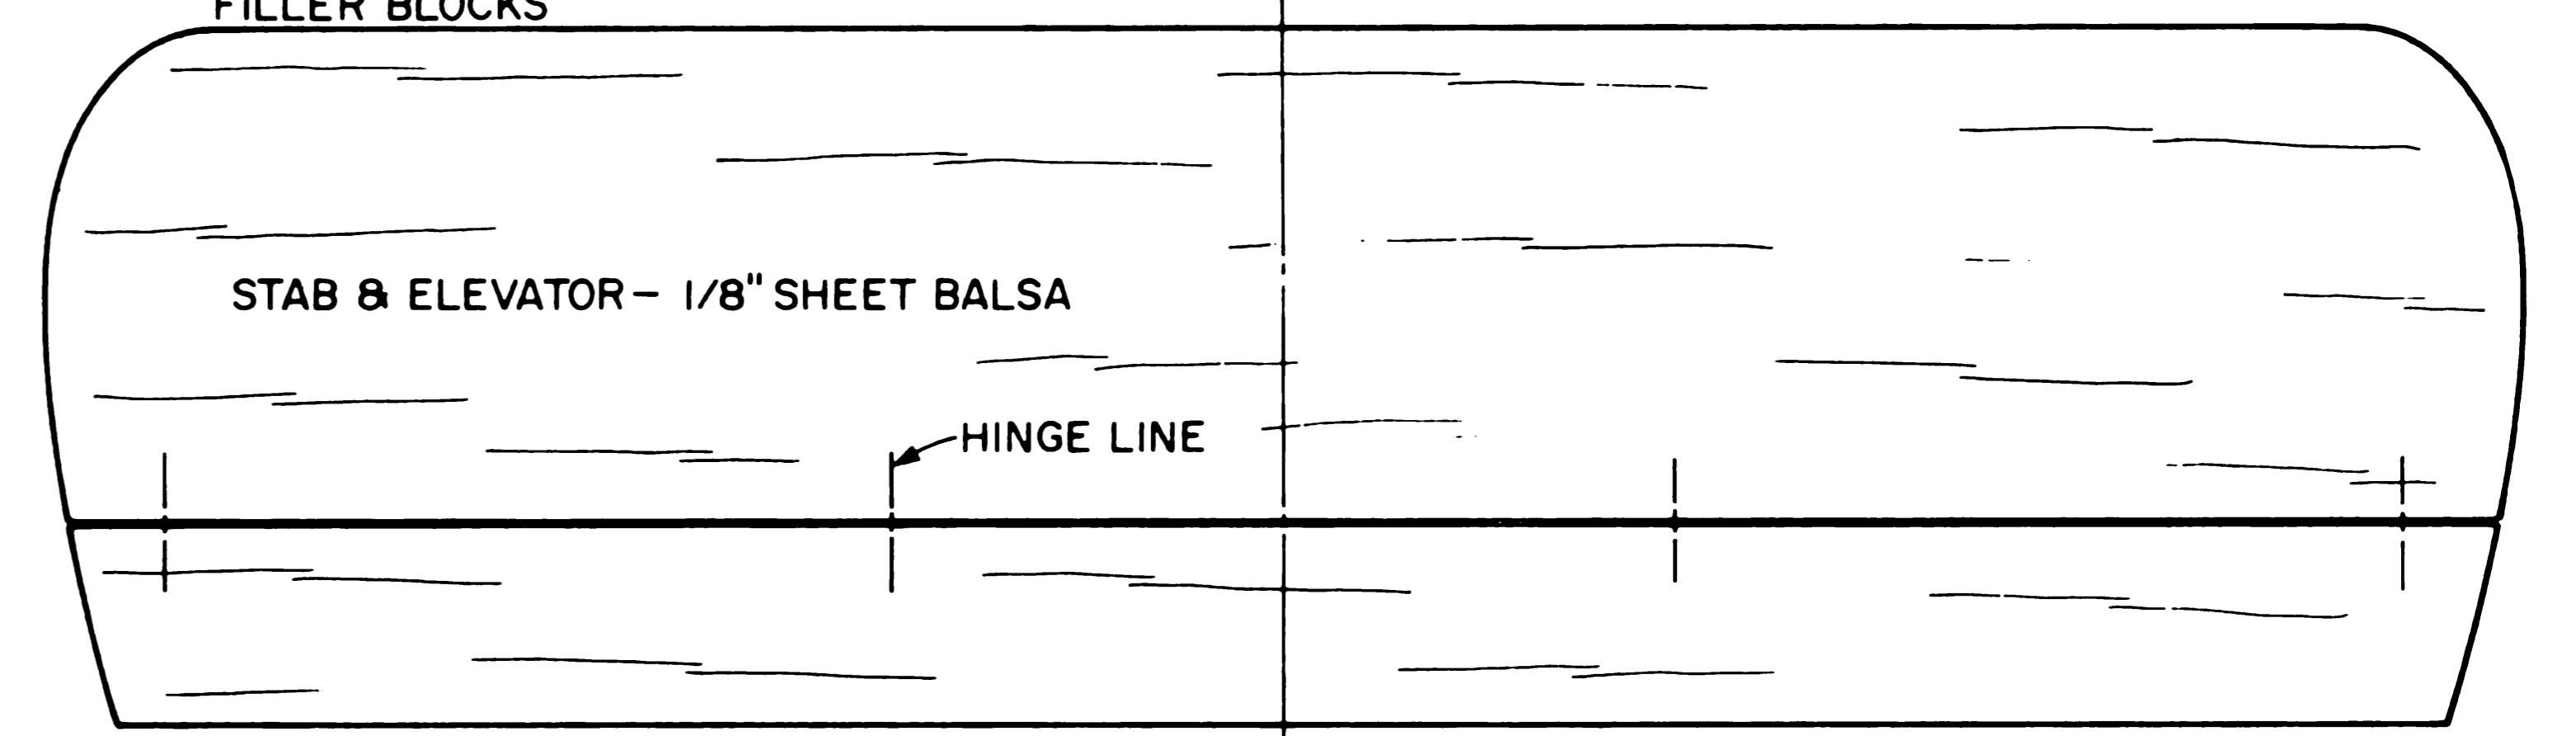 FILLER BLOCKS
STAB & ELEVATOR– 1/8" SHEET BALSA
HINGE LINE